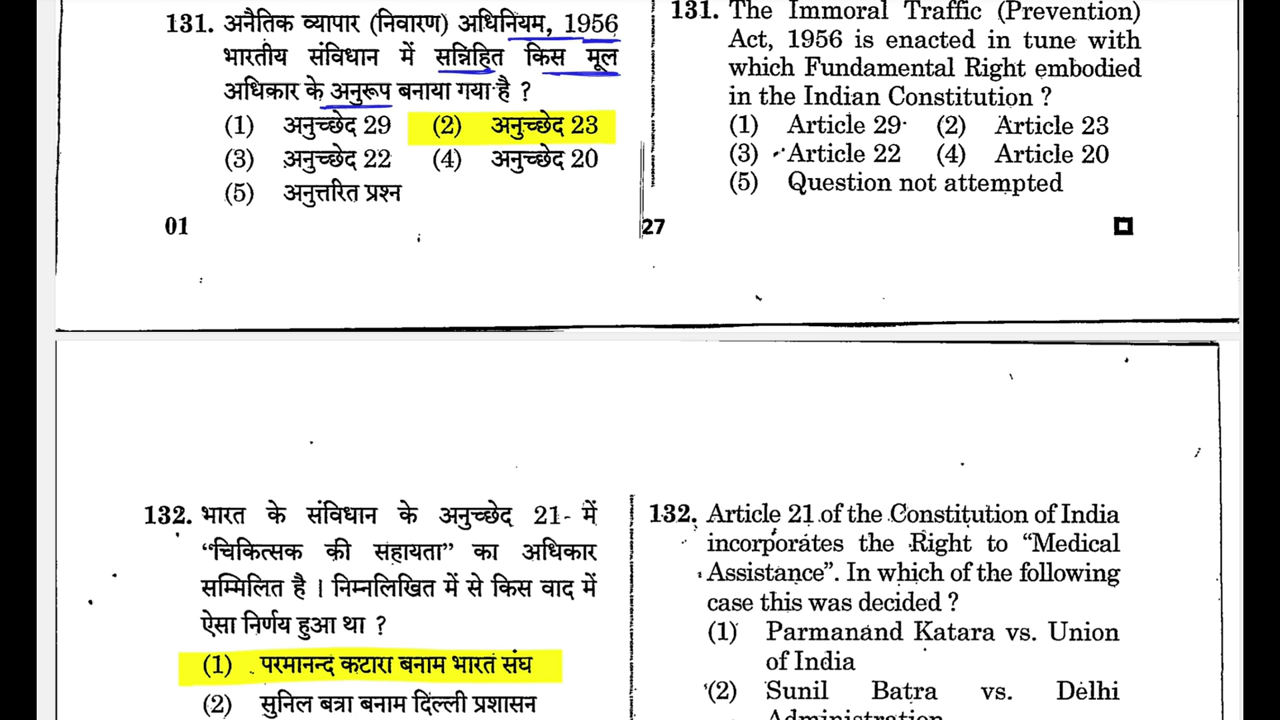 131. अनैतिक व्यापार (निवारण) अधिनियम, 1956
भारतीय संविधान में सन्निहित किस मूल
अधिकार के अनुरूप बनाया गया है ?
(1) अनुच्छेद 29 (2) अनुच्छेद 23
(3) अनुच्छेद 22 (4) अनुच्छेद 20
(5) अनुत्तरित प्रश्न
131. The Immoral Traffic (Prevention)
Act, 1956 is enacted in tune with
which Fundamental Right embodied
in the Indian Constitution ?
(1) Article 29 (2) Article 23
(3) Article 22 (4) Article 20
(5) Question not attempted
01 27
132. भारत के संविधान के अनुच्छेद 21 में
“चिकित्सक की सहायता” का अधिकार
सम्मिलित है । निम्नलिखित में से किस वाद में
ऐसा निर्णय हुआ था ?
(1) परमानन्द कटारा बनाम भारत संघ
(2) सुनिल बत्रा बनाम दिल्ली प्रशासन
132. Article 21 of the Constitution of India
incorporates the Right to “Medical
Assistance”. In which of the following
case this was decided ?
(1) Parmanand Katara vs. Union
of India
(2) Sunil Batra vs. Delhi
Administration